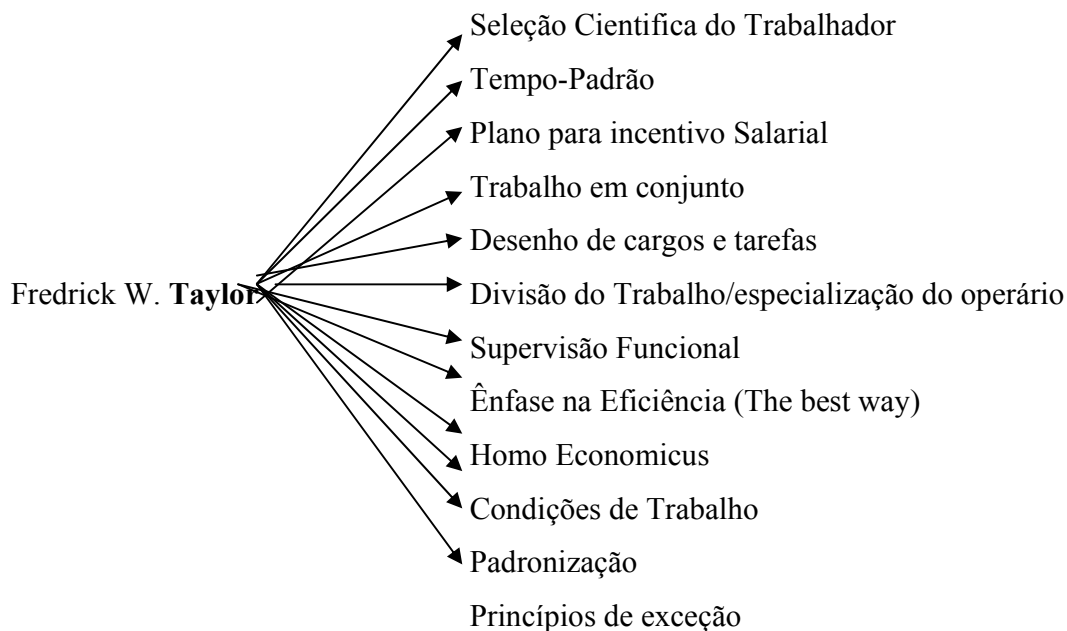 Seleção Cientifica do Trabalhador
Tempo-Padrão
Plano para incentivo Salarial
Trabalho em conjunto
Desenho de cargos e tarefas
Fredrick W. Taylor
Divisão do Trabalho/especialização do operário
Supervisão Funcional
Ênfase na Eficiência (The best way)
Homo Economicus
Condições de Trabalho
Padronização
Princípios de exceção